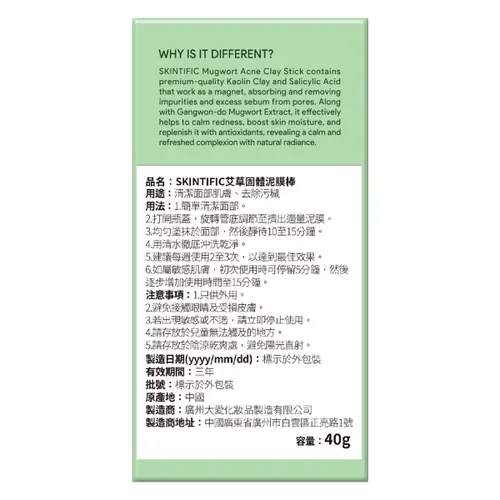 WHY IS IT DIFFERENT?
SKINTIFIC Mugwort Acne Clay Stick contains
premium-quality Kaolin Clay and Salicylic Acid
that work as a magnet, absorbing and removing
impurities and excess sebum from pores. Along
with Gangwon-do Mugwort Extract, it effectively
helps to calm redness, boost skin moisture, and
replenish it with antioxidants, revealing a calm and
refreshed complexion with natural radiance.
品名：SKINTIFIC艾草固體泥膜棒
用途：清潔面部肌膚、去除污穢
用法：1.簡單清潔面部。
2.打開瓶蓋，旋轉管底調節至擠出適量泥膜。
3.均勻塗抹於面部，然後靜待10至15分鐘。
4.用清水徹底沖洗乾淨。
5.建議每週使用2至3次，以達到最佳效果。
6.如屬敏感肌膚，初次使用時可停留5分鐘，然後
逐步增加使用時間至15分鐘。
注意事項：1.只供外用。
2.避免接觸眼睛及受損皮膚。
3.若出現敏感或不適，請立即停止使用。
4.請存放於兒童無法觸及的地方。
5.請存放於陰涼乾爽處，避免陽光直射。
製造日期(yyyy/mm/dd)：標示於外包裝
有效期間：三年
批號：標示於外包裝
原產地：中國
製造商：廣州大愛化妝品製造有限公司
製造商地址：中國廣東省廣州市白雲區正亮路1號
容量：40g